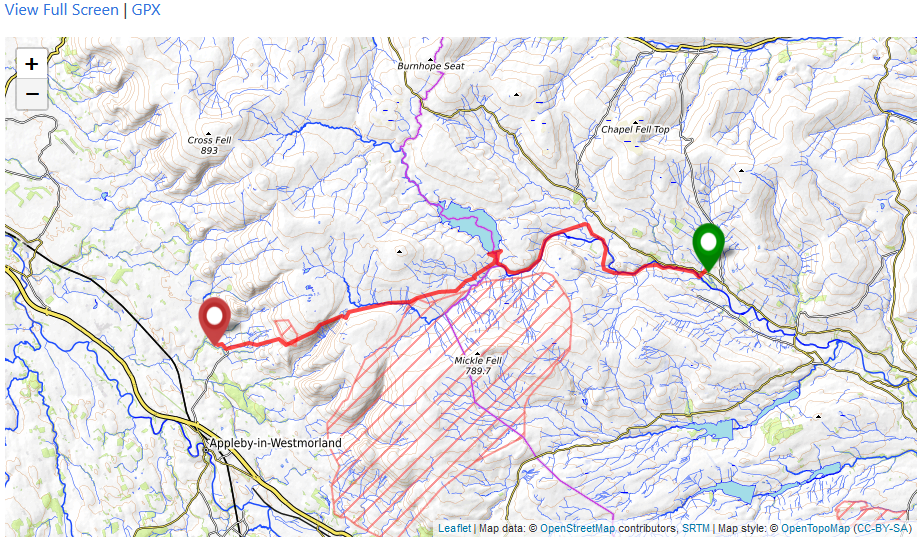 View Full Screen | GPX
+
−
Burnhope Seat
Chapel Fell Top
Cross Fell
893
Mickle Fell
789.7
Appleby-in-Westmorland
Leaflet | Map data: © OpenStreetMap contributors, SRTM | Map style: © OpenTopoMap (CC-BY-SA)